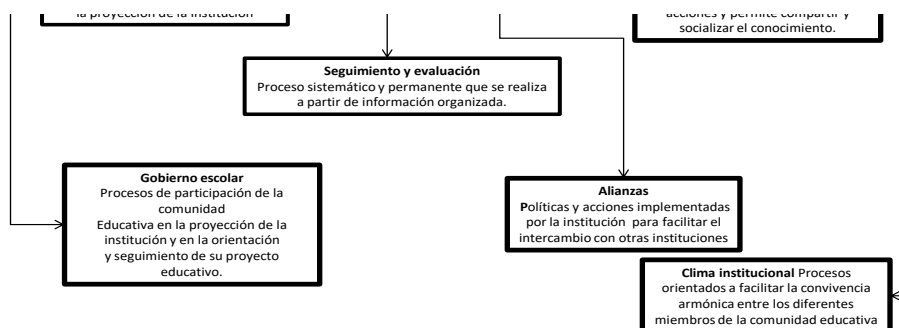 la proyección de la institución
acciones y permite compartir y
socializar el conocimiento.
Seguimiento y evaluación
Proceso sistemático y permanente que se realiza
a partir de información organizada.
Gobierno escolar
Procesos de participación de la
comunidad
Educativa en la proyección de la
institución y en la orientación
y seguimiento de su proyecto
educativo.
Alianzas
Políticas y acciones implementadas
por la institución para facilitar el
intercambio con otras instituciones
Clima institucional Procesos
orientados a facilitar la convivencia
armónica entre los diferentes
miembros de la comunidad educativa